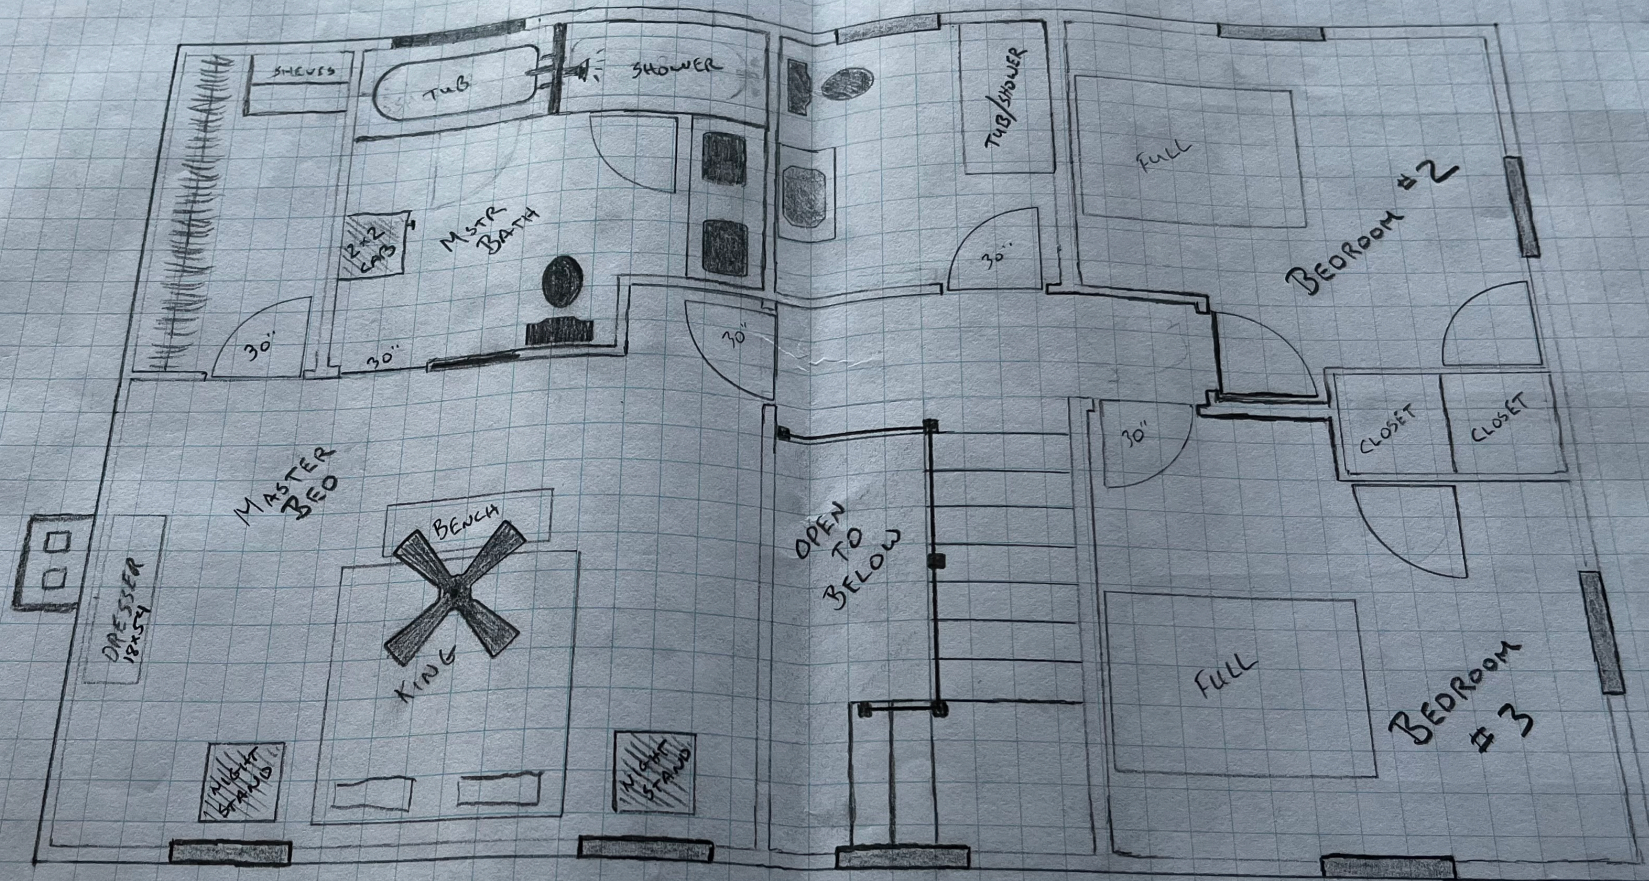 SHELVES
TUB
SHOWER
TUB/SHOWER
FULL
BEDROOM #2
2x2
CAB
MSTR
BATH
30"
30"
30"
30"
30"
CLOSET
CLOSET
MASTER
BED
BENCH
OPEN
TO
BELOW
DRESSER
18x54
KING
FULL
BEDROOM
#3
NIGHT
STAND
NIGHT
STAND